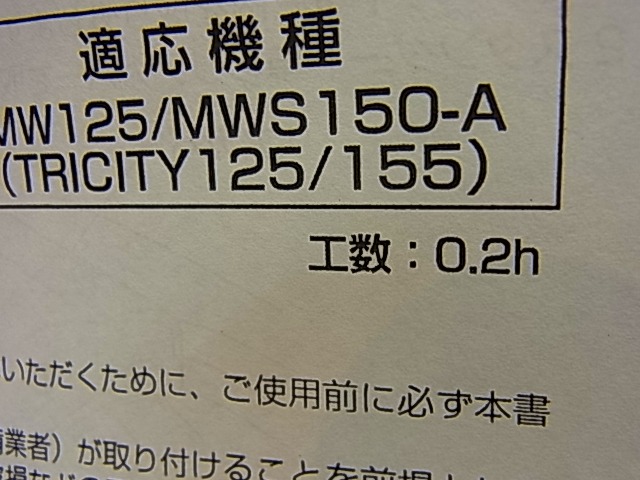 適応機種
MW125/MWS150-A
(TRICITY125/155)
工数：0.2h
いただくために、ご使用前に必ず本書
業者）が取り付けることを前提と